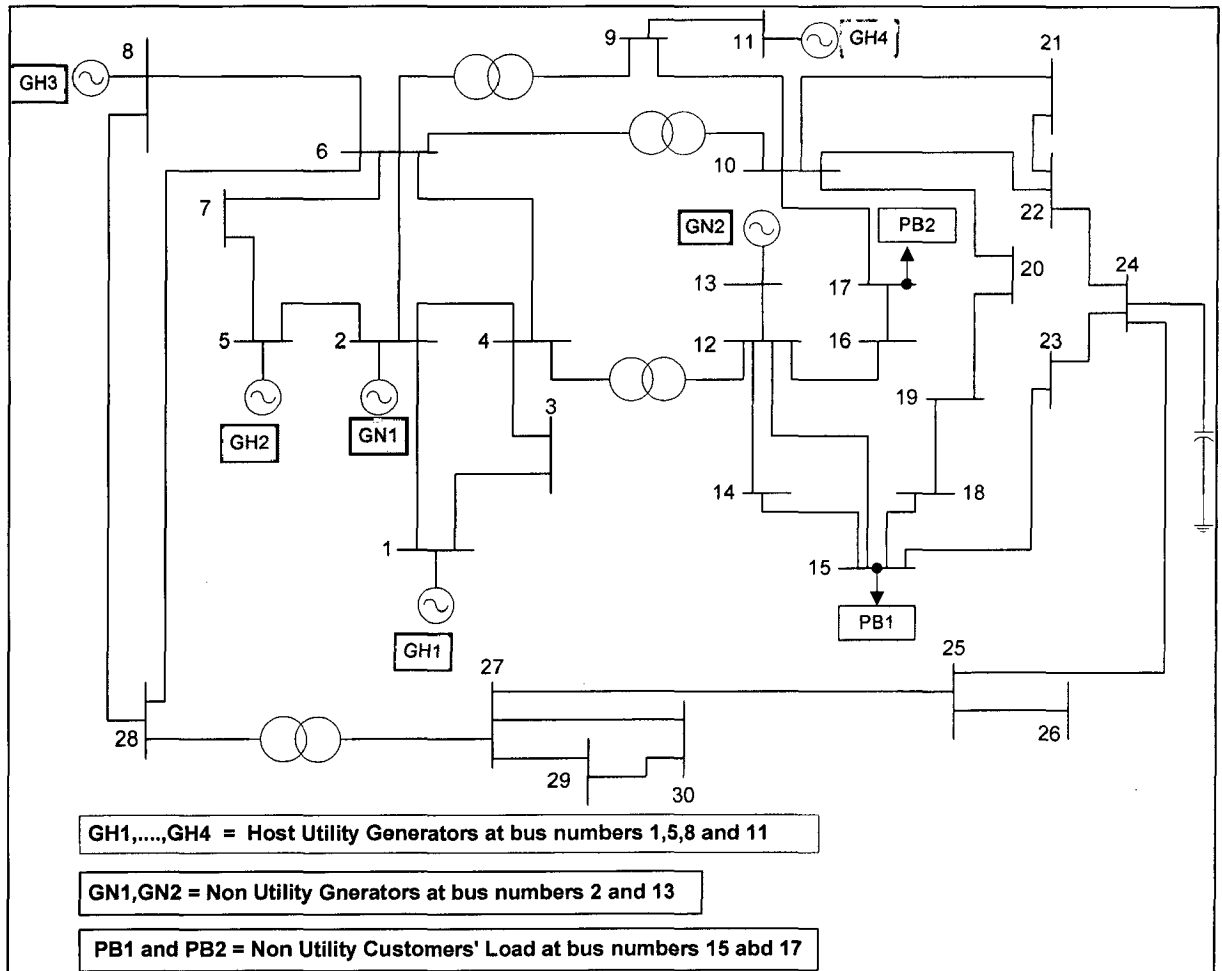 8
9
11
GH4
21
GH3
6
10
7
22
GN2
PB2
20
24
13
17
5
2
4
12
16
23
3
19
GH2
GN1
14
18
1
15
PB1
GH1
27
25
28
26
29
30
GH1,....,GH4 = Host Utility Generators at bus numbers 1,5,8 and 11
GN1,GN2 = Non Utility Gnerators at bus numbers 2 and 13
PB1 and PB2 = Non Utility Customers' Load at bus numbers 15 abd 17